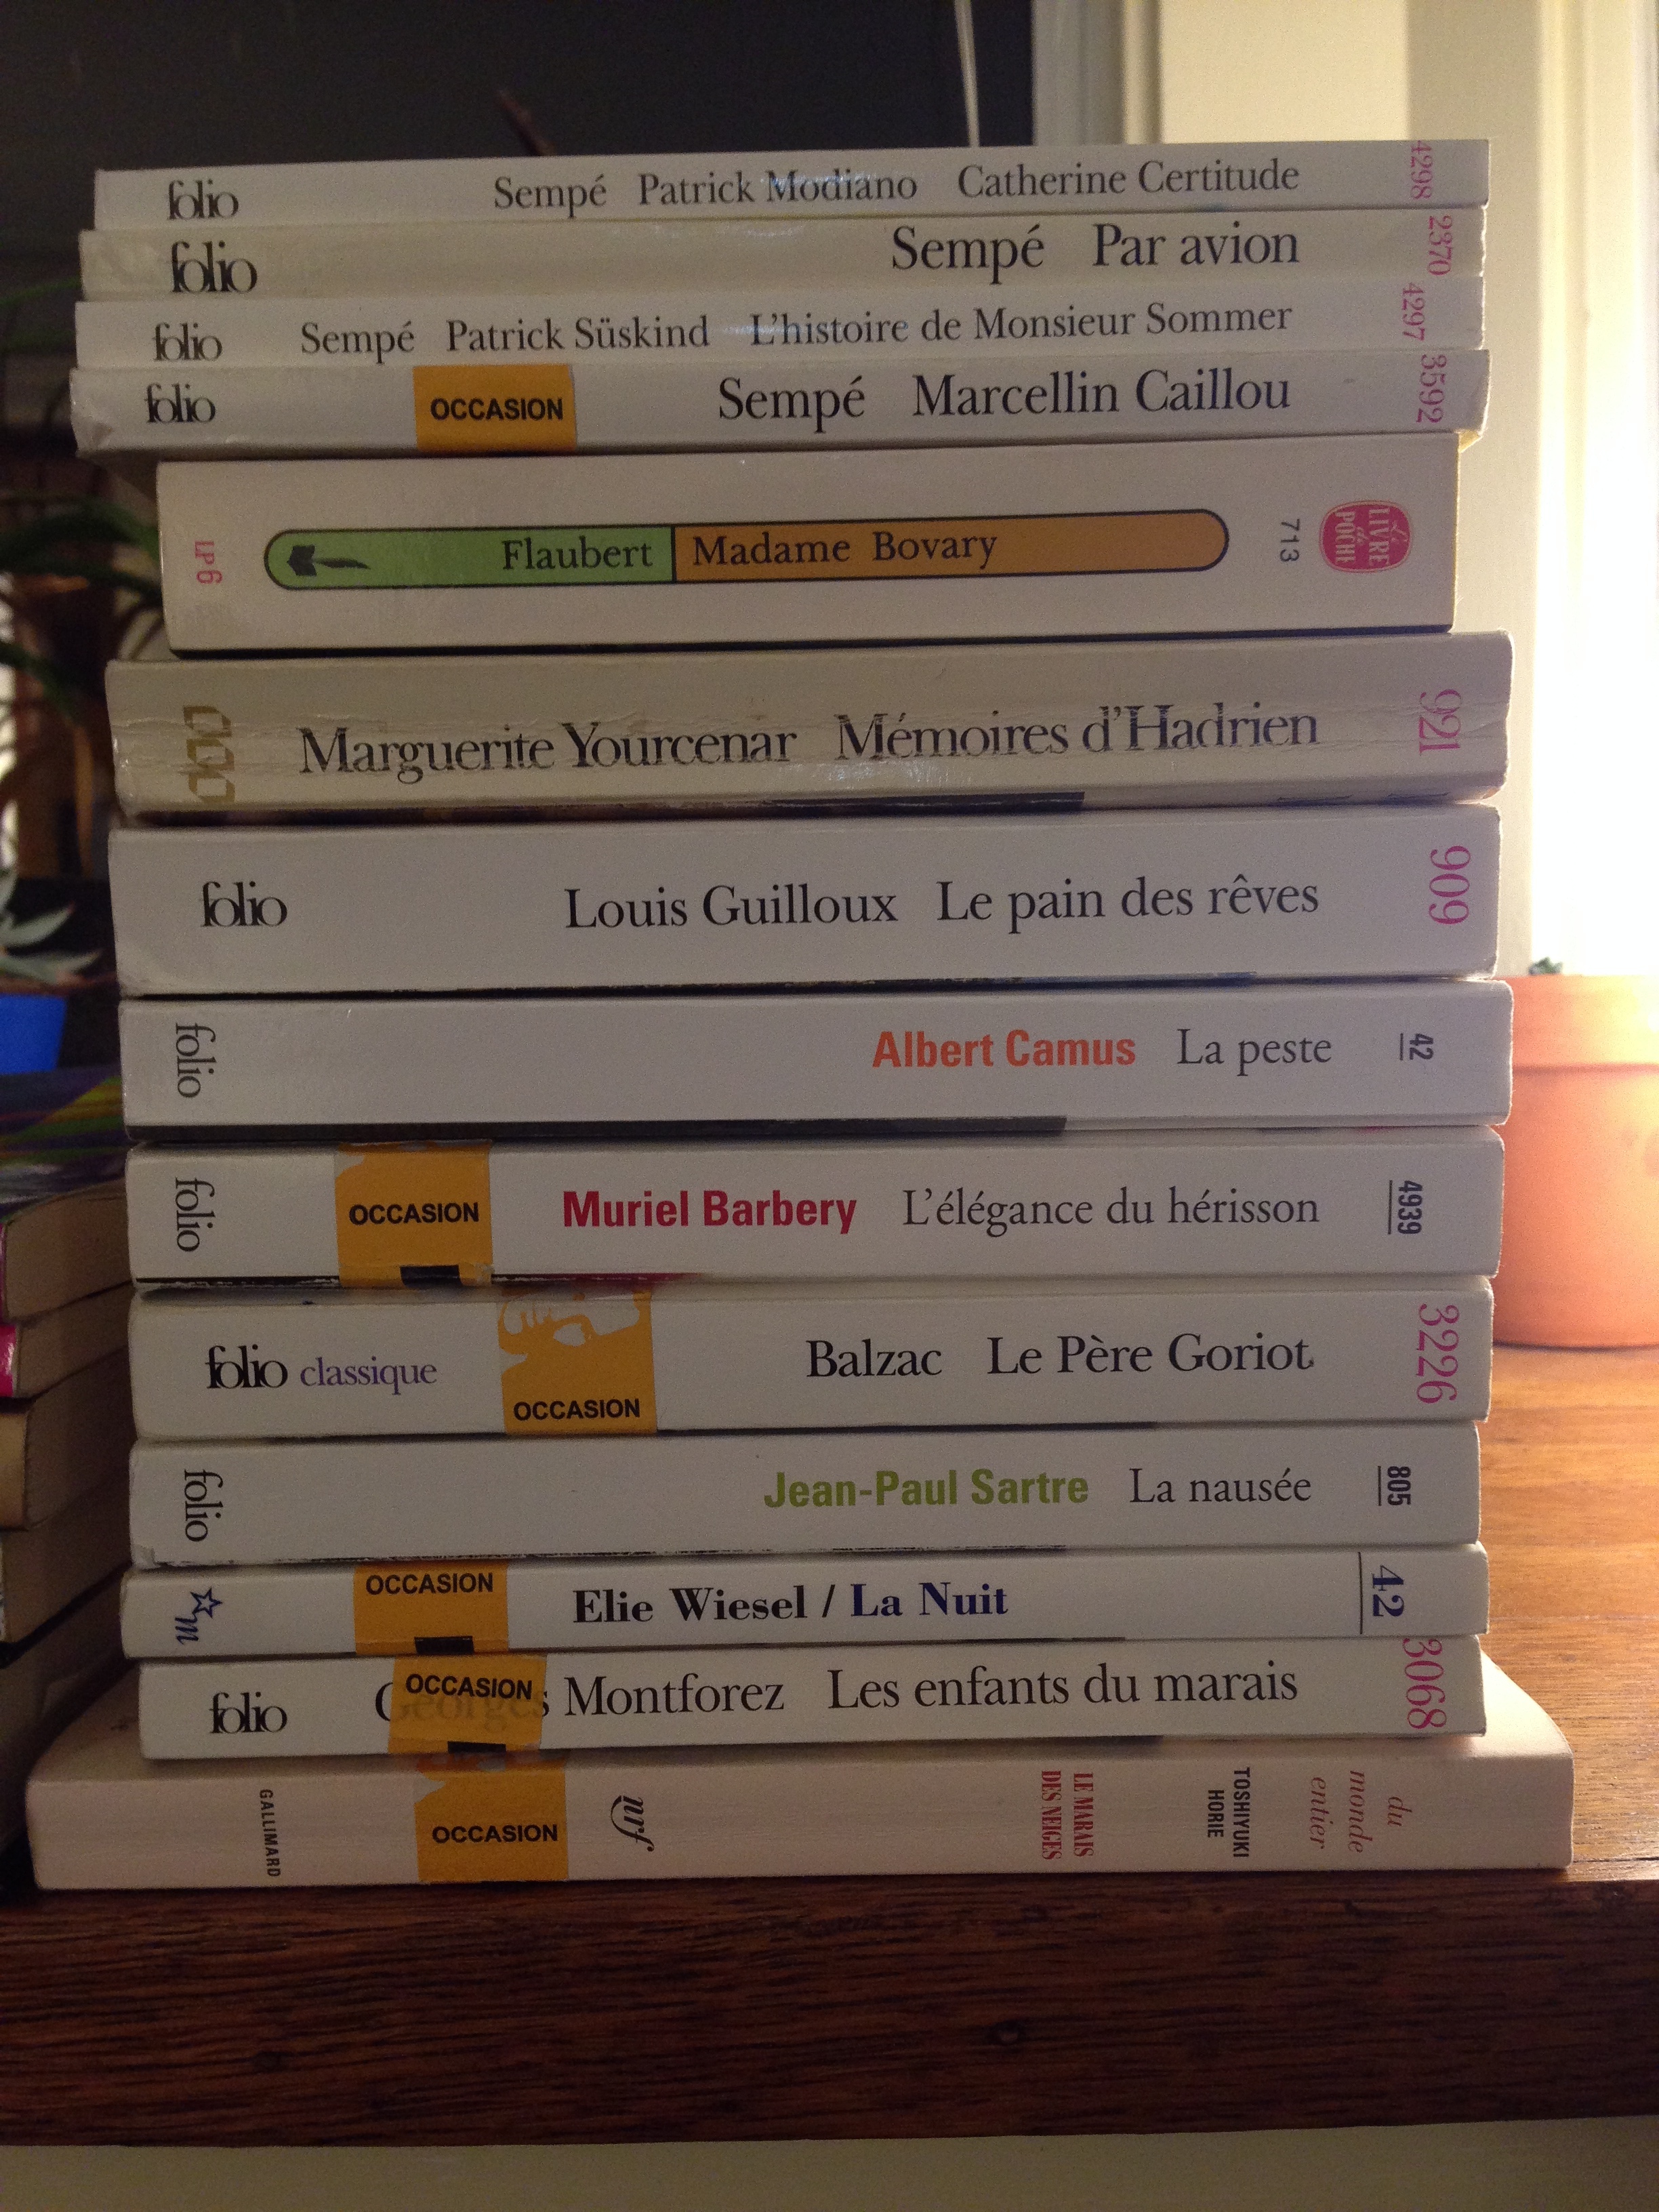 GALLIMARD
OCCASION
nrf
LE MARAIS
DES NEIGES
TOSHIYUKI
HORIE
du
monde
entier
folio
OCCASION
Georges Montforez Les enfants du marais
3068
m
OCCASION
Elie Wiesel / La Nuit
42
folio
Jean-Paul Sartre La nausée
805
folio classique
OCCASION
Balzac Le Père Goriot
3226
folio
OCCASION
Muriel Barbery L'élégance du hérisson
4939
folio
Albert Camus La peste
42
folio
Louis Guilloux Le pain des rêves
909
Marguerite Yourcenar Mémoires d'Hadrien
921
LP6
Flaubert Madame Bovary
713
Le
LIVRE
de
POCHE
folio
OCCASION
Sempé Marcellin Caillou
3592
folio
Sempé Patrick Süskind L'histoire de Monsieur Sommer
4297
folio
Sempé Par avion
2370
folio
Sempé Patrick Modiano Catherine Certitude
4298